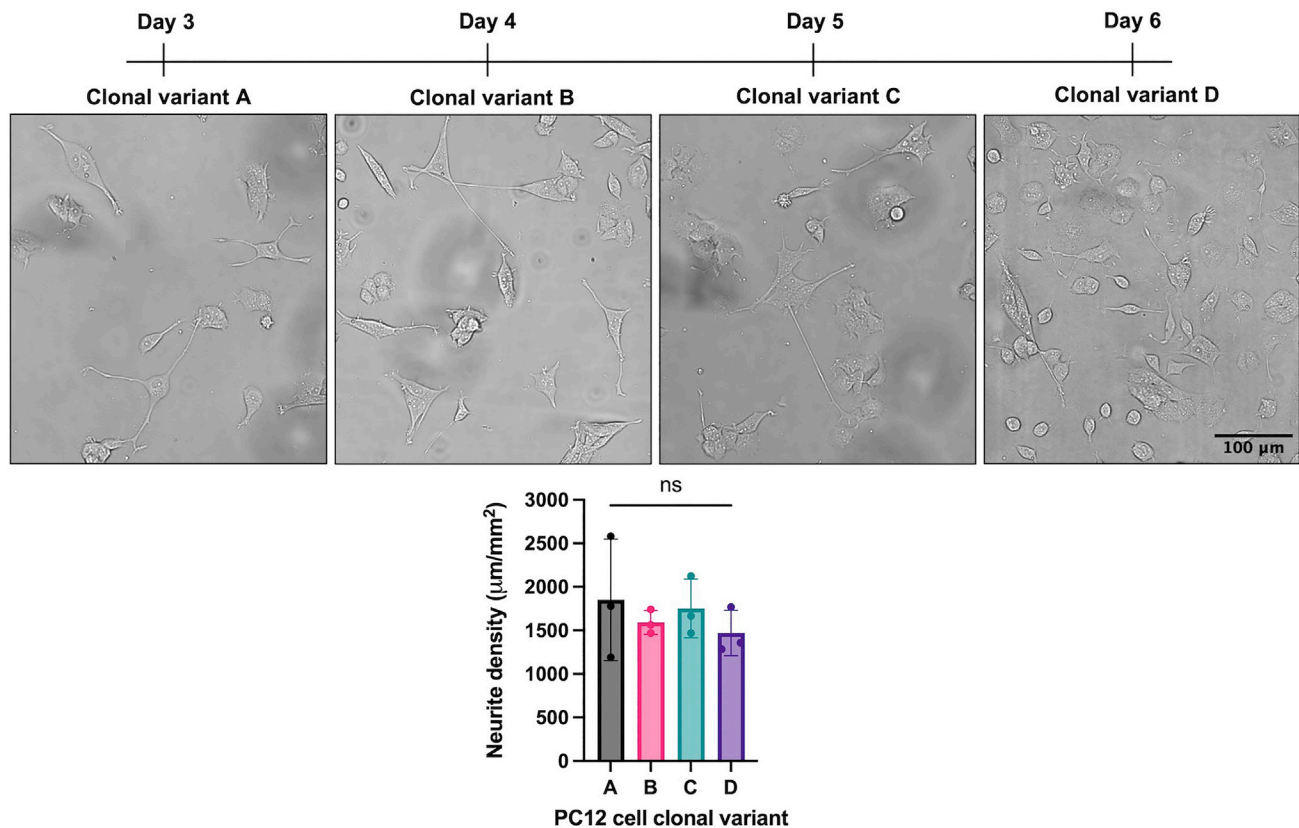 Day 3 Day 4 Day 5 Day 6
Clonal variant A Clonal variant B Clonal variant C Clonal variant D
100 µm
ns
3000
2500
2000
1500
1000
500
0
Neurite density (µm/mm²)
A B C D
PC12 cell clonal variant